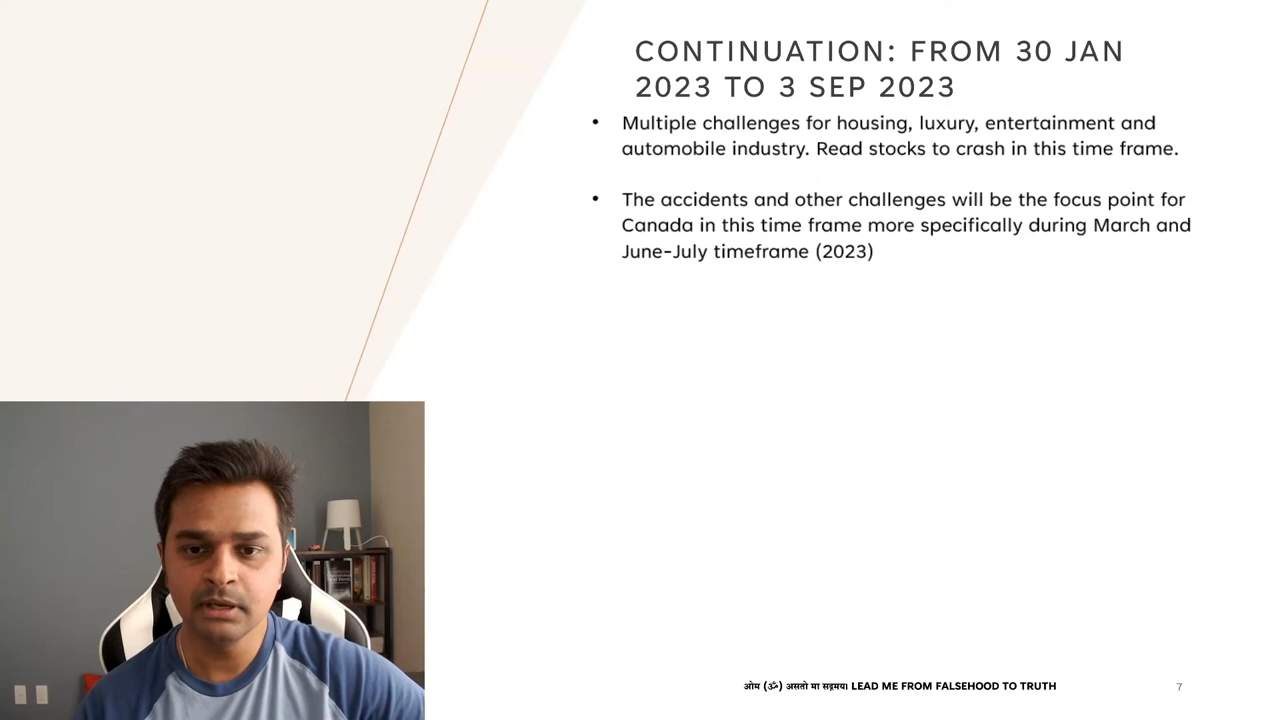 CONTINUATION: FROM 30 JAN
2023 TO 3 SEP 2023
• Multiple challenges for housing, luxury, entertainment and
automobile industry. Read stocks to crash in this time frame.
• The accidents and other challenges will be the focus point for
Canada in this time frame more specifically during March and
June-July timeframe (2023)
ओम (ॐ) असतो मा सद्गमय। LEAD ME FROM FALSEHOOD TO TRUTH
7